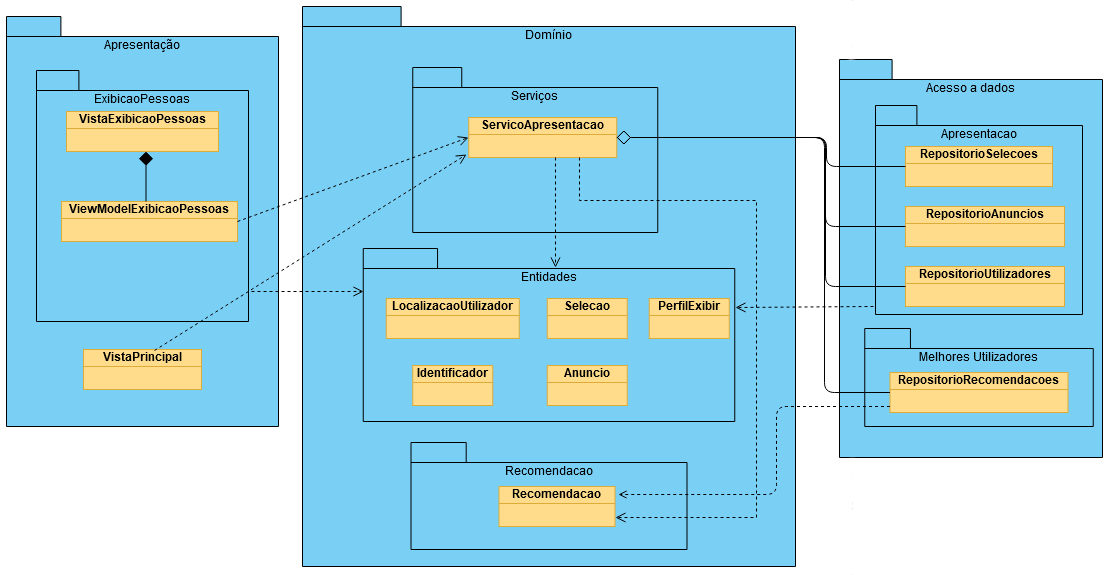 Apresentação
ExibicaoPessoas
VistaExibicaoPessoas
ViewModelExibicaoPessoas
VistaPrincipal
Domínio
Serviços
ServicoApresentacao
Entidades
LocalizacaoUtilizador
Selecao
PerfilExibir
Identificador
Anuncio
Recomendacao
Recomendacao
Acesso a dados
Apresentacao
RepositorioSelecoes
RepositorioAnuncios
RepositorioUtilizadores
Melhores Utilizadores
RepositorioRecomendacoes